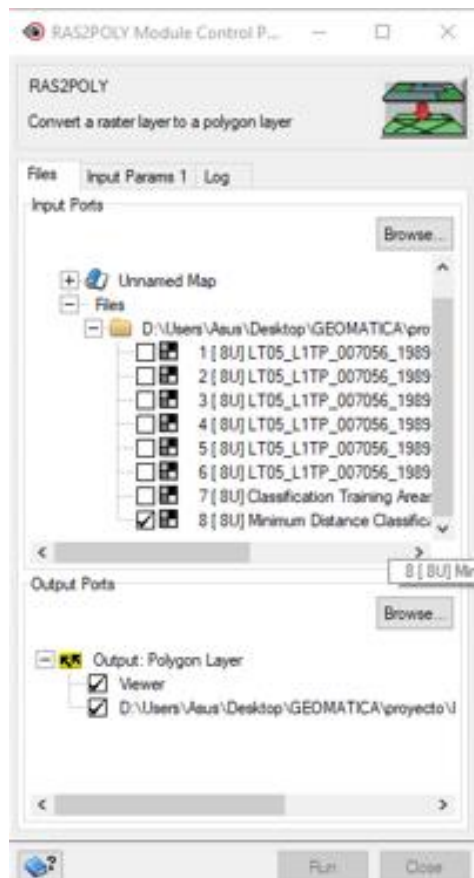 RAS2POLY Module Control P...
RAS2POLY
Convert a raster layer to a polygon layer
Files Input Params 1 Log
Input Ports
Browse...
Unnamed Map
Files
D:\Users\Asus\Desktop\GEOMATICA\pro
1 [ 8U] LT05_L1TP_007056_1989
2 [ 8U] LT05_L1TP_007056_1989
3 [ 8U] LT05_L1TP_007056_1989
4 [ 8U] LT05_L1TP_007056_1989
5 [ 8U] LT05_L1TP_007056_1989
6 [ 8U] LT05_L1TP_007056_1989
7 [ 8U] Classification Training Areas
8 [ 8U] Minimum Distance Classific
8 [ 8U] Mi
Output Ports
Browse...
Output: Polygon Layer
Viewer
D:\Users\Asus\Desktop\GEOMATICA\proyecto\
Run Close